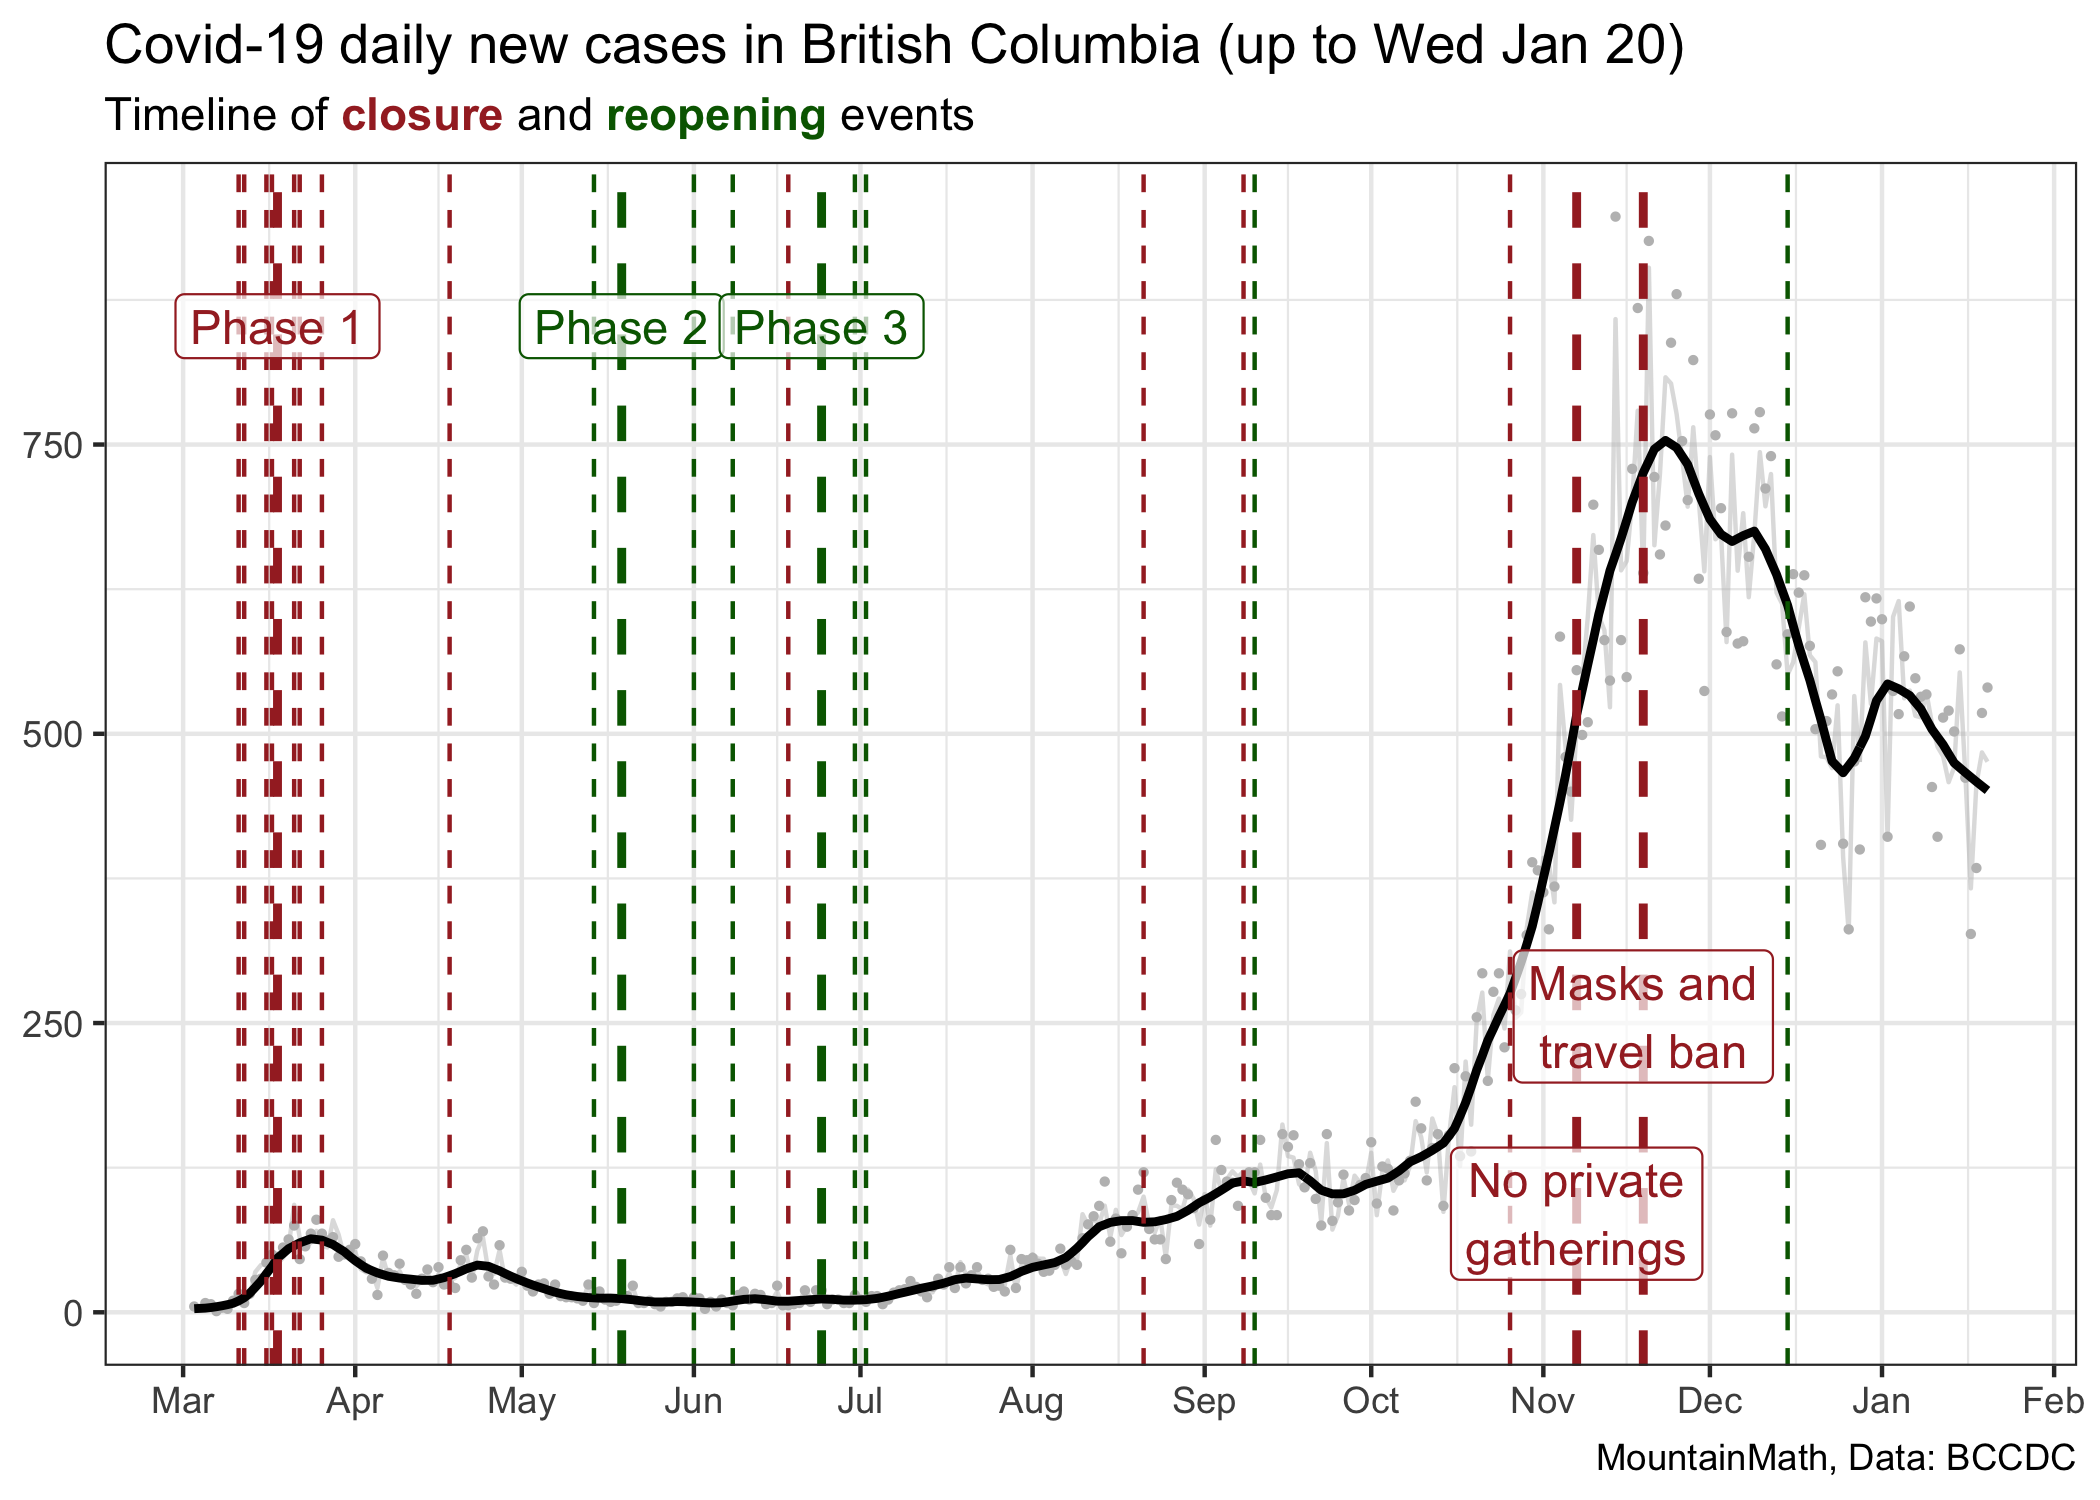 Covid-19 daily new cases in British Columbia (up to Wed Jan 20)
Timeline of closure and reopening events
Phase 1
Phase 2
Phase 3
750
500
250
0
Masks and
travel ban
No private
gatherings
Mar Apr May Jun Jul Aug Sep Oct Nov Dec Jan Feb
MountainMath, Data: BCCDC